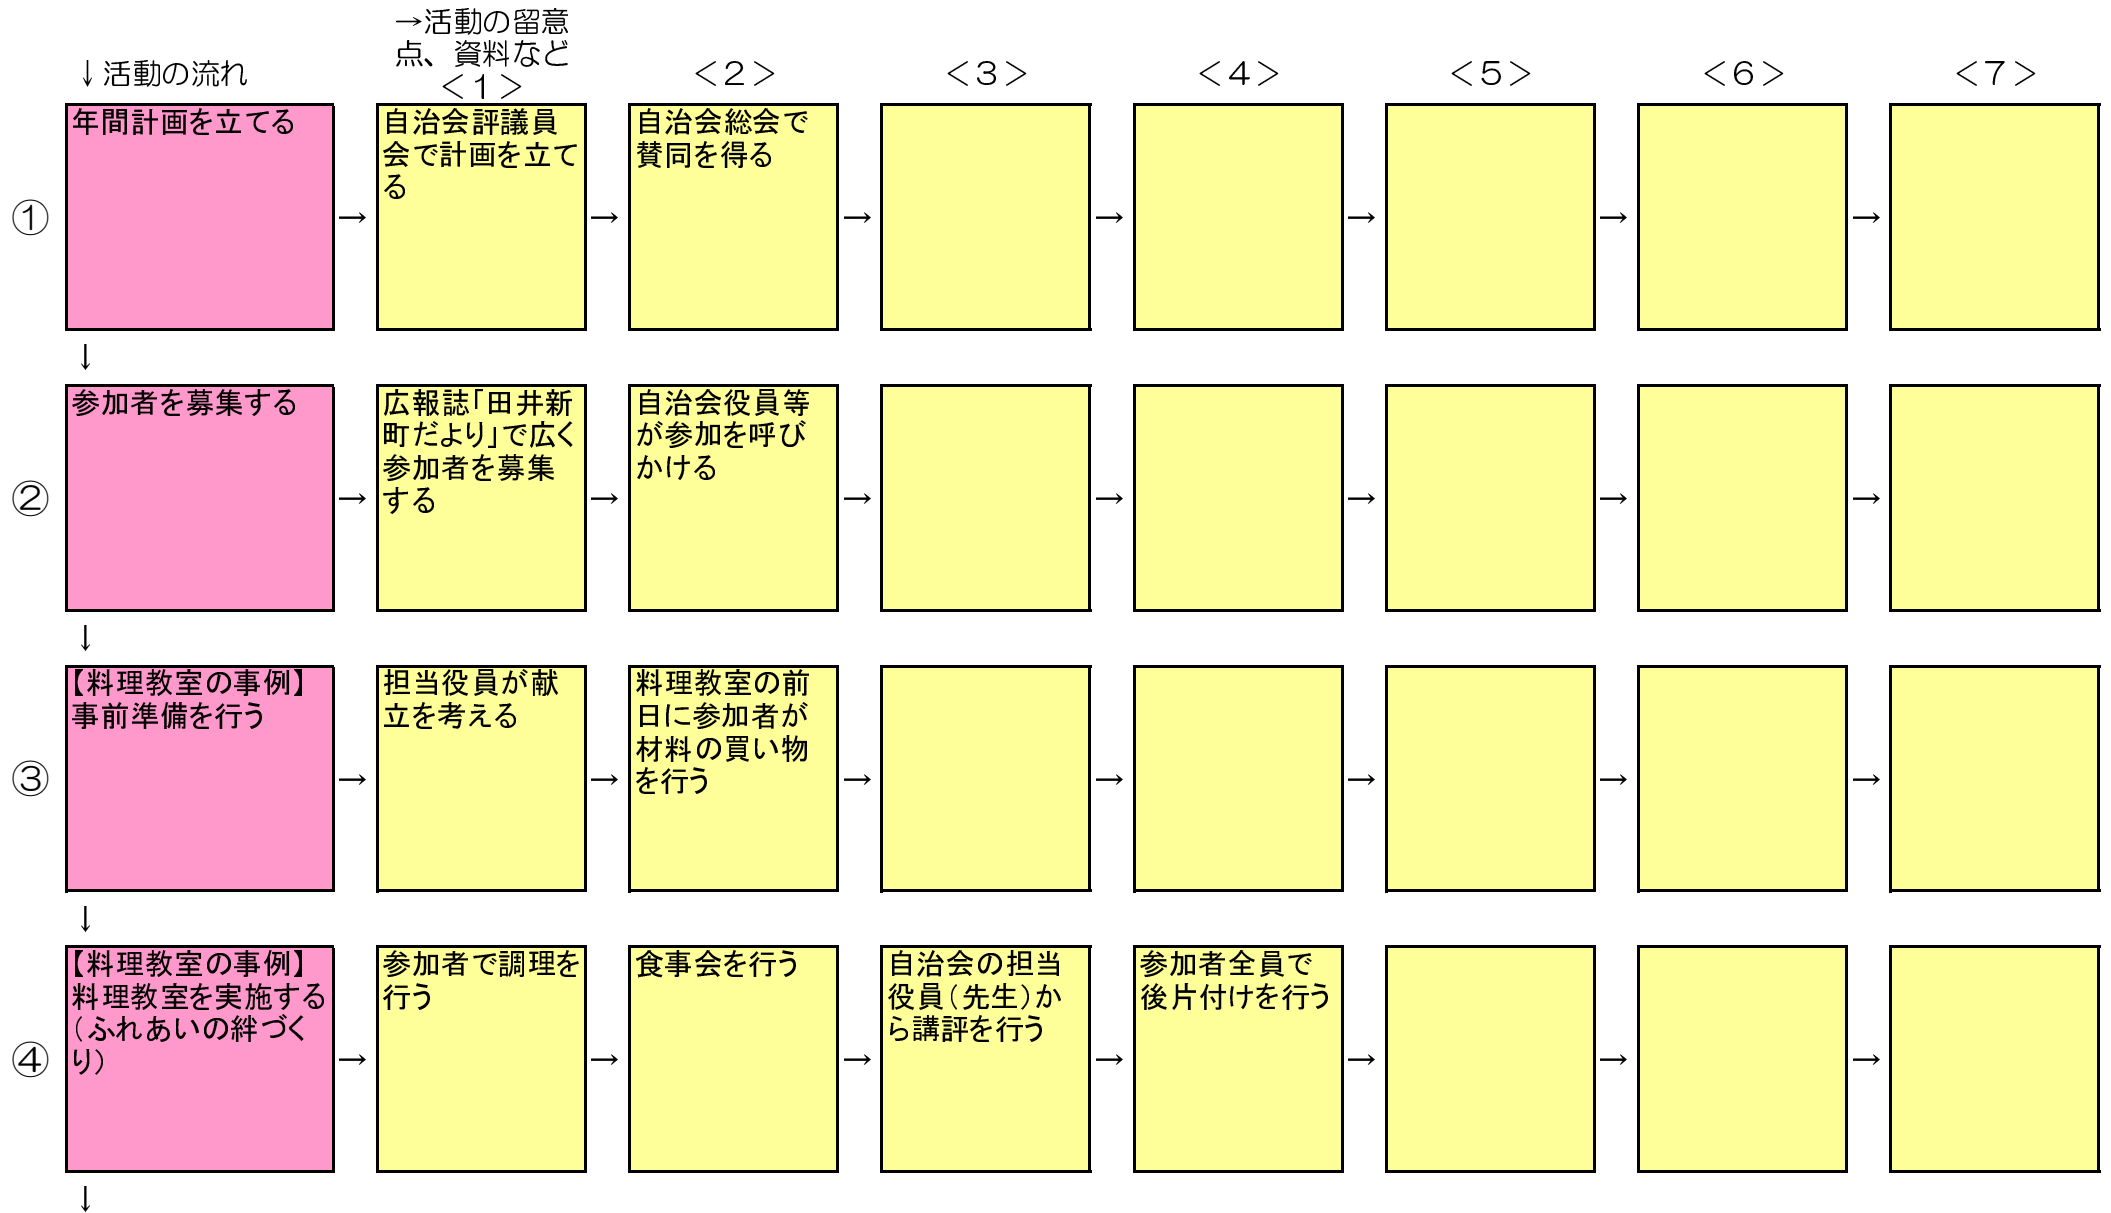 ↓活動の流れ
→活動の留意
点、資料など
＜１＞
＜２＞
＜３＞
＜４＞
＜５＞
＜６＞
＜７＞
①
年間計画を立てる
→
自治会評議員
会で計画を立て
る
→
自治会総会で
賛同を得る
→
→
→
→
→
↓
②
参加者を募集する
→
広報誌「田井新
町だより」で広く
参加者を募集
する
→
自治会役員等
が参加を呼び
かける
→
→
→
→
→
↓
③
【料理教室の事例】
事前準備を行う
→
担当役員が献
立を考える
→
料理教室の前
日に参加者が
材料の買い物
を行う
→
→
→
→
→
↓
④
【料理教室の事例】
料理教室を実施する
（ふれあいの絆づく
り）
→
参加者で調理を
行う
→
食事会を行う
→
自治会の担当
役員（先生）か
ら講評を行う
→
参加者全員で
後片付けを行う
→
→
→
↓